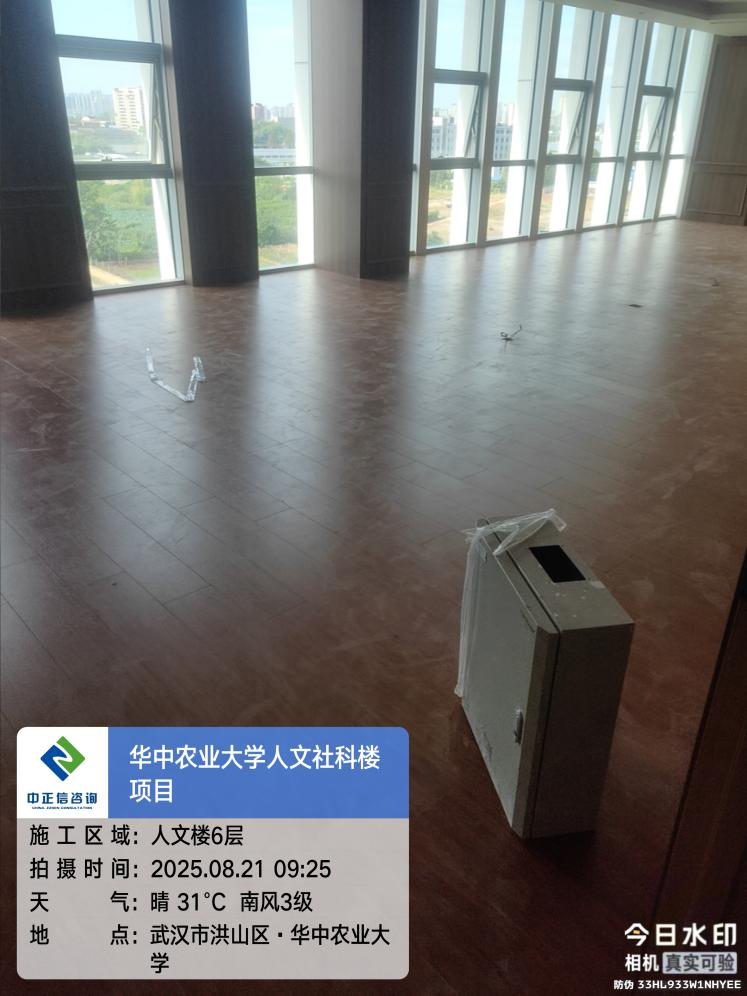 华中农业大学人文社科楼
项目
中正信咨询
施工区域：人文楼6层
拍摄时间：2025.08.21 09:25
天气：晴 31℃ 南风3级
地点：武汉市洪山区·华中农业大
学
今日水印
相机 真实可验
防伪 33HL933W1NHYEE